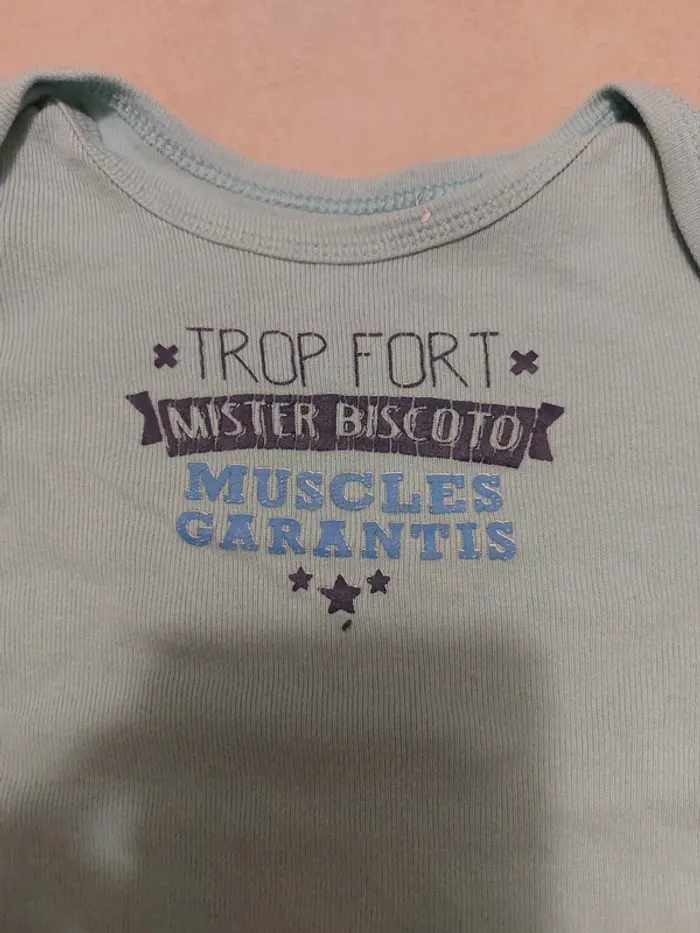 TROP FORT
MISTER BISCOTO
MUSCLES
GARANTIS